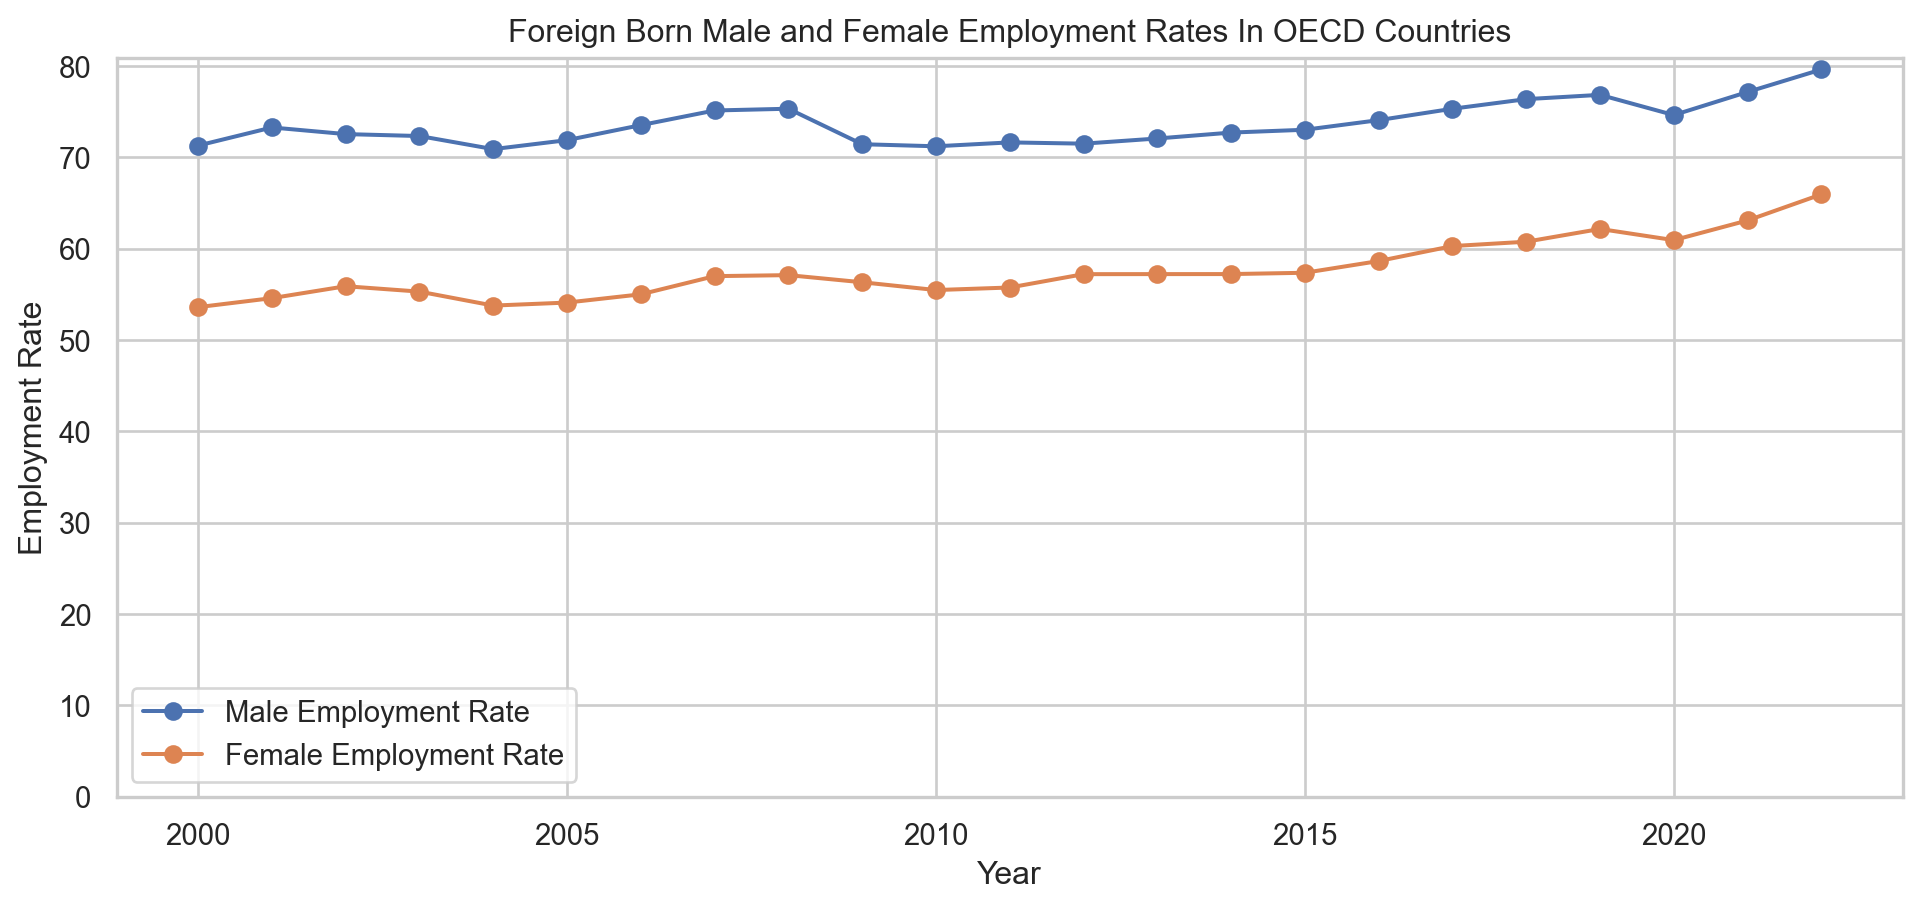 Foreign Born Male and Female Employment Rates In OECD Countries
80
70
60
50
40
30
20
10
0
Employment Rate
Male Employment Rate
Female Employment Rate
2000 2005 2010 2015 2020
Year